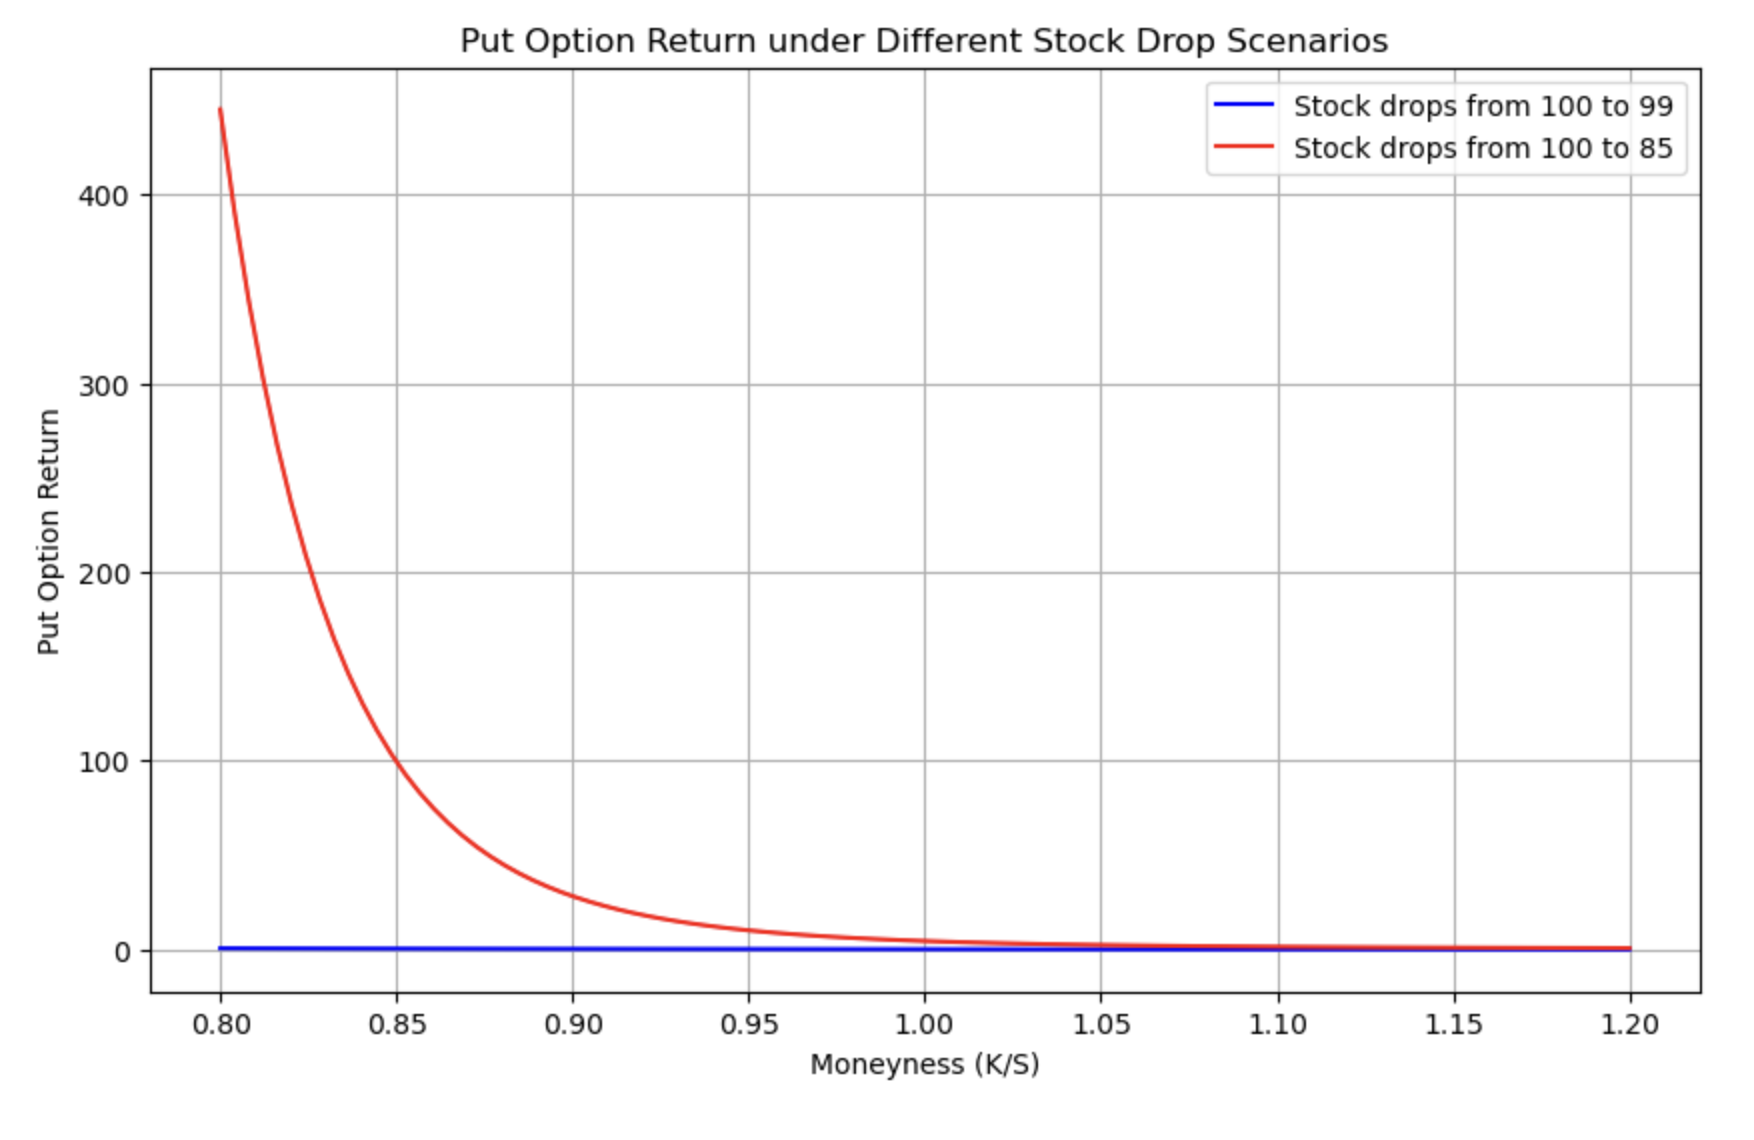 Put Option Return under Different Stock Drop Scenarios
Stock drops from 100 to 99
Stock drops from 100 to 85
Put Option Return
400
300
200
100
0
0.80 0.85 0.90 0.95 1.00 1.05 1.10 1.15 1.20
Moneyness (K/S)